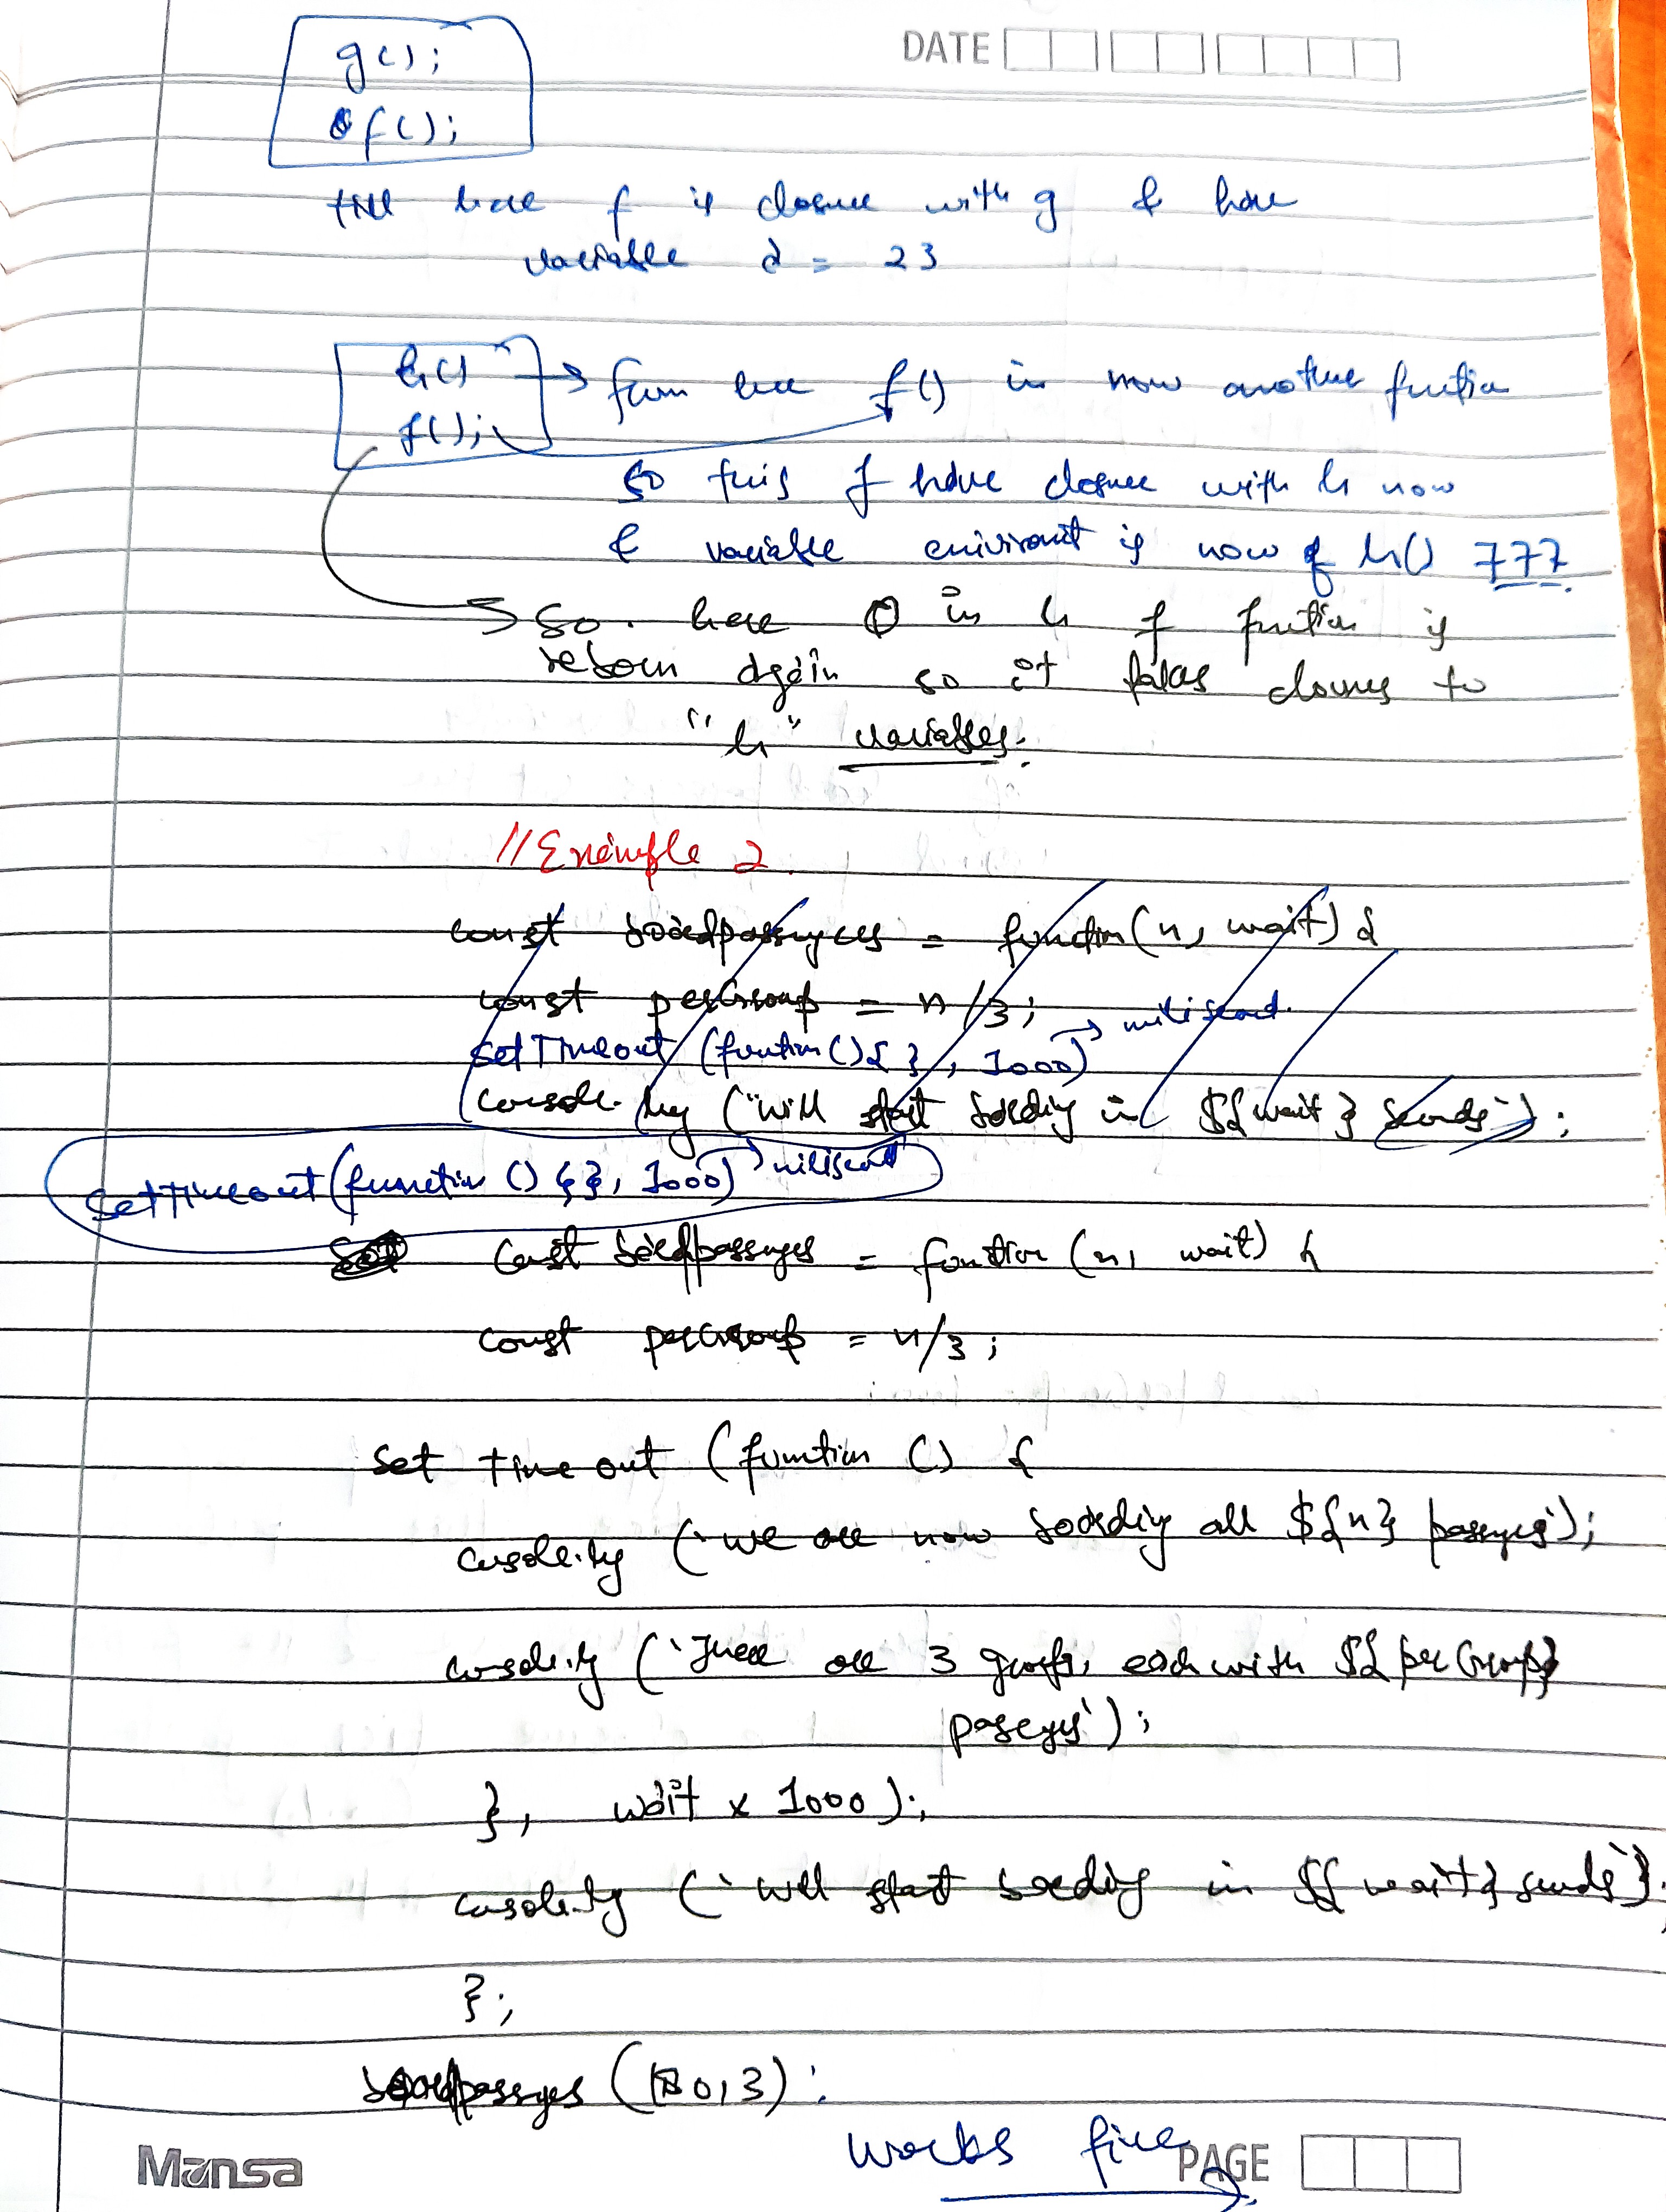 DATE
g();
f();
till here f is closure with g & have
variable a = 23
h()
f();
→ from here f() is now another function
so this f have closure with h now
& variable enviroment is now of h() 777.
so here in h f function is
reborn again so it takes closures to
"h" variables.
//Example 2.
const boardpassengers = function(n, wait) {
const perGroup = n/3;
setTimeout (function() { }, 1000) → milisecond.
console.log ("will start boarding in ${wait} seconds`);
setTimeout (function () {}, 1000) → milisecond
const boardpassengers = function (n, wait) {
const perGroup = n/3;
set Time out (function () {
console.log (`we are now boarding all ${n} passengers`);
console.log (`There are 3 groups, each with ${perGroup}
passengers`);
}, wait x 1000);
console.log (`will start boarding in ${wait} seconds`);
};
boardpassengers ( 0, 3);
works fine
Mansa
PAGE